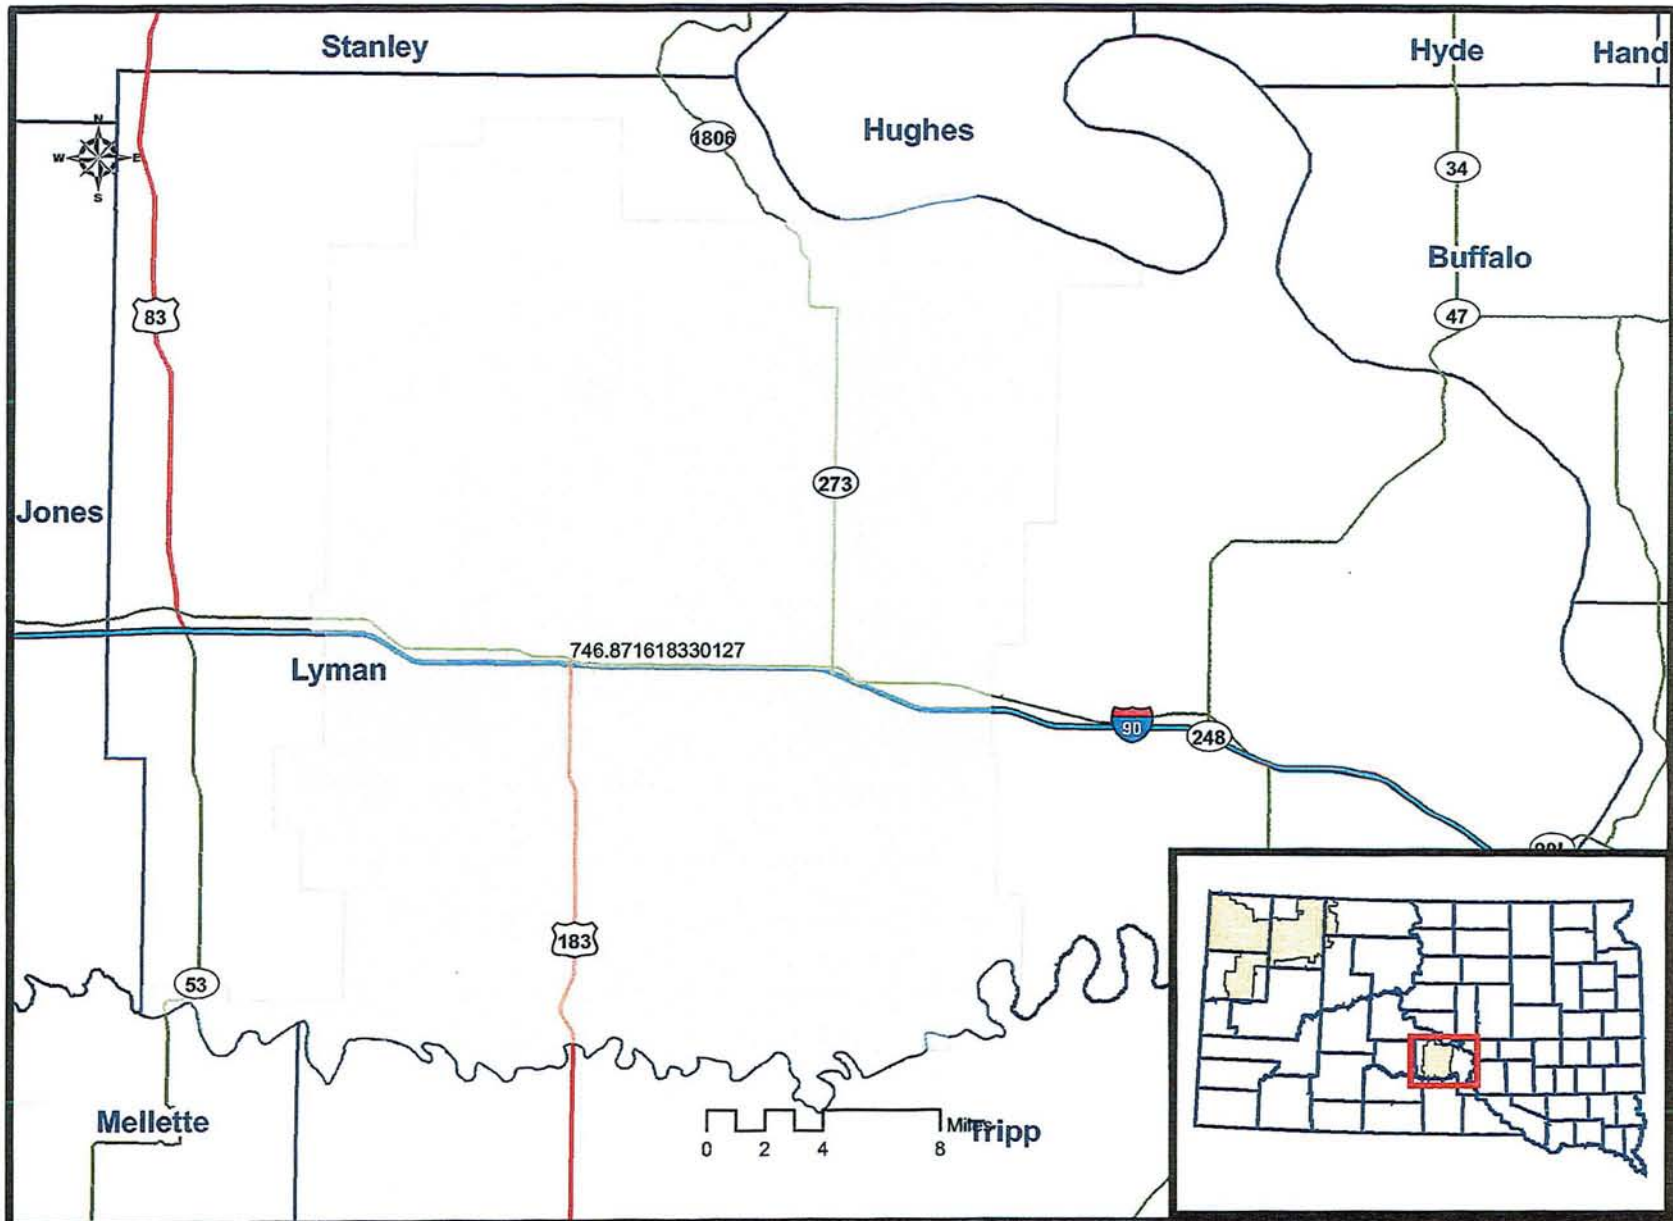 Stanley
Hyde
Hand
N
W
E
S
1806
Hughes
34
Buffalo
83
47
273
Jones
746.871618330127
Lyman
90
248
183
53
Mellette
0
2
4
8
Miles
Tripp